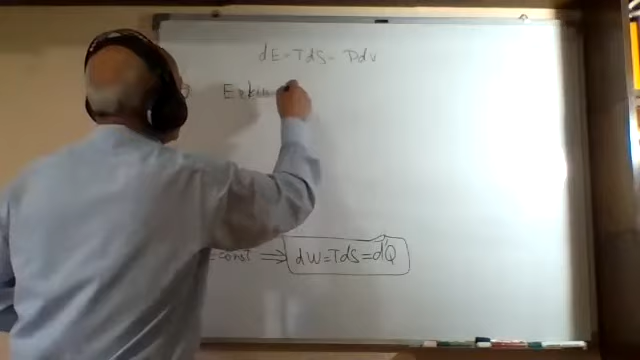 dE = TdS = PdV
E
=const ⇒ dW=TdS=dQ